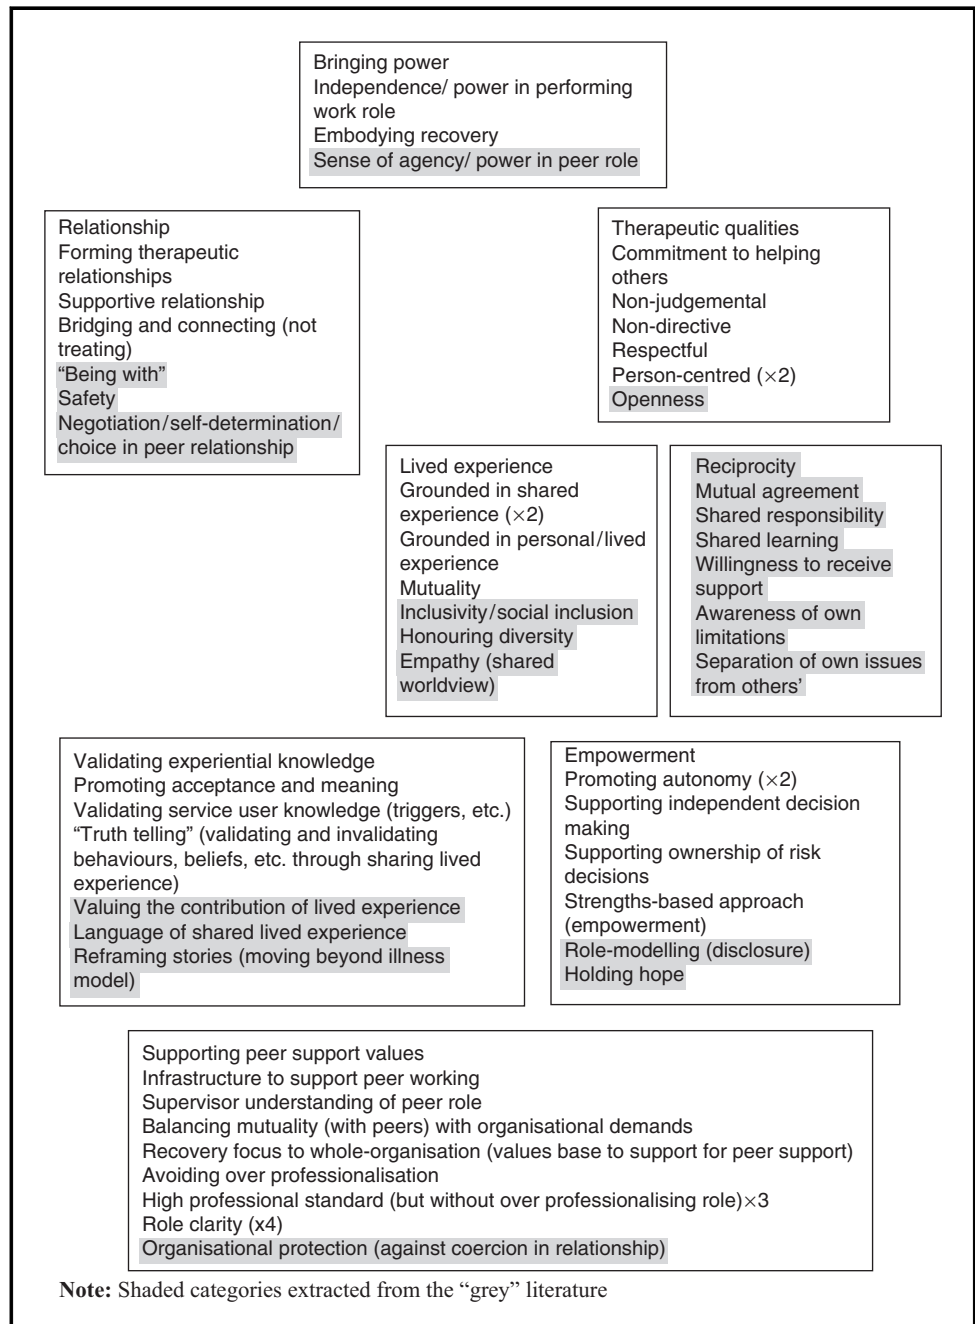 Bringing power
Independence/ power in performing
work role
Embodying recovery
Sense of agency/ power in peer role
Relationship
Forming therapeutic
relationships
Supportive relationship
Bridging and connecting (not
treating)
“Being with”
Safety
Negotiation/self-determination/
choice in peer relationship
Therapeutic qualities
Commitment to helping
others
Non-judgemental
Non-directive
Respectful
Person-centred (×2)
Openness
Lived experience
Grounded in shared
experience (×2)
Grounded in personal/lived
experience
Mutuality
Inclusivity/social inclusion
Honouring diversity
Empathy (shared
worldview)
Reciprocity
Mutual agreement
Shared responsibility
Shared learning
Willingness to receive
support
Awareness of own
limitations
Separation of own issues
from others’
Validating experiential knowledge
Promoting acceptance and meaning
Validating service user knowledge (triggers, etc.)
“Truth telling” (validating and invalidating
behaviours, beliefs, etc. through sharing lived
experience)
Valuing the contribution of lived experience
Language of shared lived experience
Reframing stories (moving beyond illness
model)
Empowerment
Promoting autonomy (×2)
Supporting independent decision
making
Supporting ownership of risk
decisions
Strengths-based approach
(empowerment)
Role-modelling (disclosure)
Holding hope
Supporting peer support values
Infrastructure to support peer working
Supervisor understanding of peer role
Balancing mutuality (with peers) with organisational demands
Recovery focus to whole-organisation (values base to support for peer support)
Avoiding over professionalisation
High professional standard (but without over professionalising role)×3
Role clarity (x4)
Organisational protection (against coercion in relationship)
Note: Shaded categories extracted from the “grey” literature